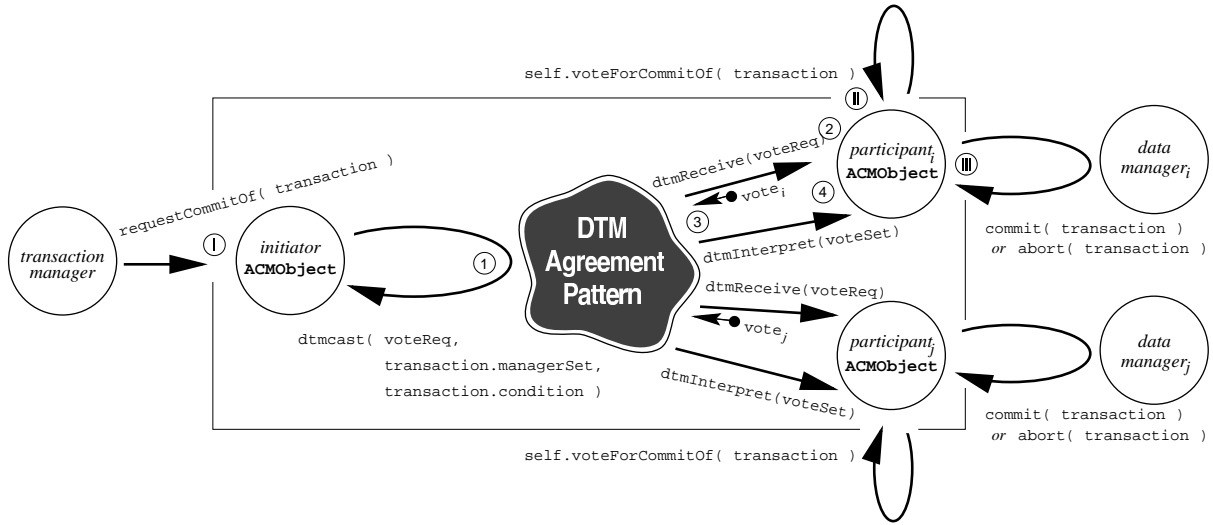 self.voteForCommitOf( transaction )
II
2
dtmReceive(voteReq)
participant_i
ACMObject
III
data
manager_i
requestCommitOf( transaction )
4
vote_i
3
dtmInterpret(voteSet)
commit( transaction )
or abort( transaction )
transaction
manager
I
initiator
ACMObject
1
DTM
Agreement
Pattern
dtmcast( voteReq,
transaction.managerSet,
transaction.condition )
dtmReceive(voteReq)
vote_j
dtmInterpret(voteSet)
participant_j
ACMObject
data
manager_j
commit( transaction )
or abort( transaction )
self.voteForCommitOf( transaction )